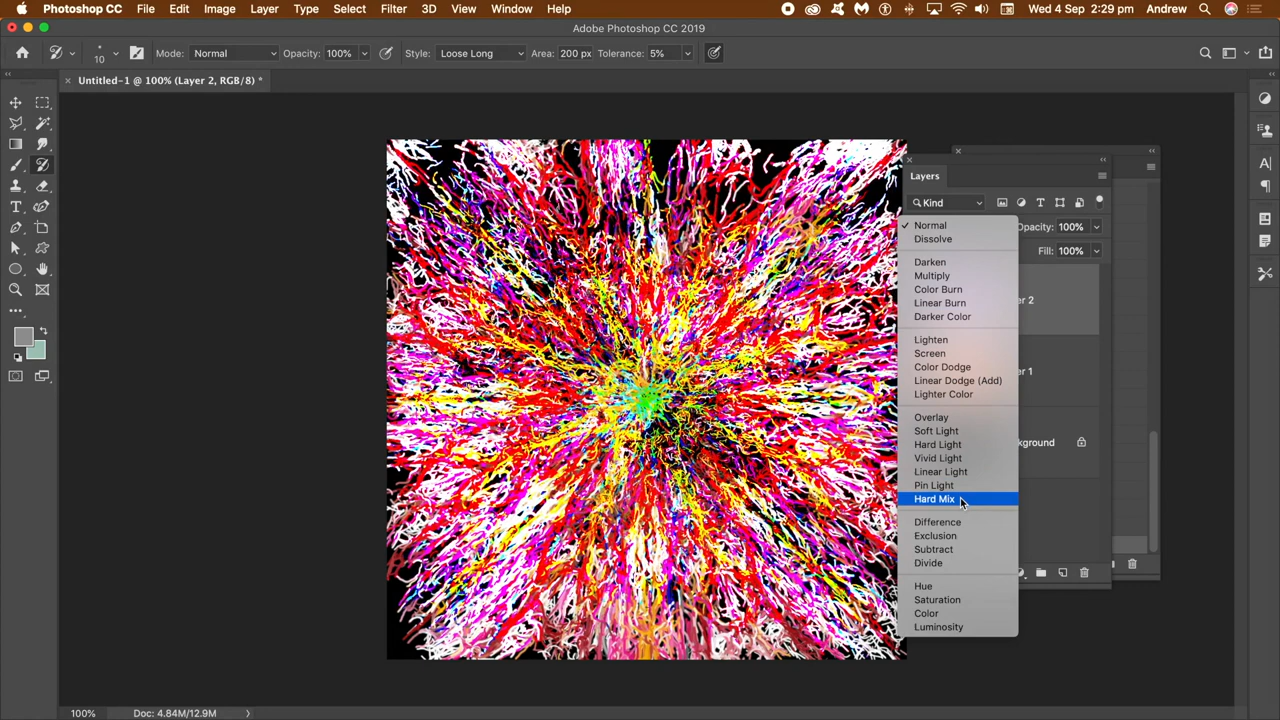 Photoshop CC File Edit Image Layer Type Select Filter 3D View Window Help Wed 4 Sep 2:29 pm Andrew
Adobe Photoshop CC 2019
10 Mode: Normal Opacity: 100% Style: Loose Long Area: 200 px Tolerance: 5%
Untitled-1 @ 100% (Layer 2, RGB/8) *
Layers
Kind
Normal
Opacity: 100%
Dissolve
Fill: 100%
Darken
Multiply
Color Burn
Linear Burn
er 2
Darker Color
Lighten
Screen
Color Dodge
er 1
Linear Dodge (Add)
Lighter Color
Overlay
Soft Light
Hard Light
kground
Vivid Light
Linear Light
Pin Light
Hard Mix
Difference
Exclusion
Subtract
Divide
Hue
Saturation
Color
Luminosity
100% Doc: 4.84M/12.9M